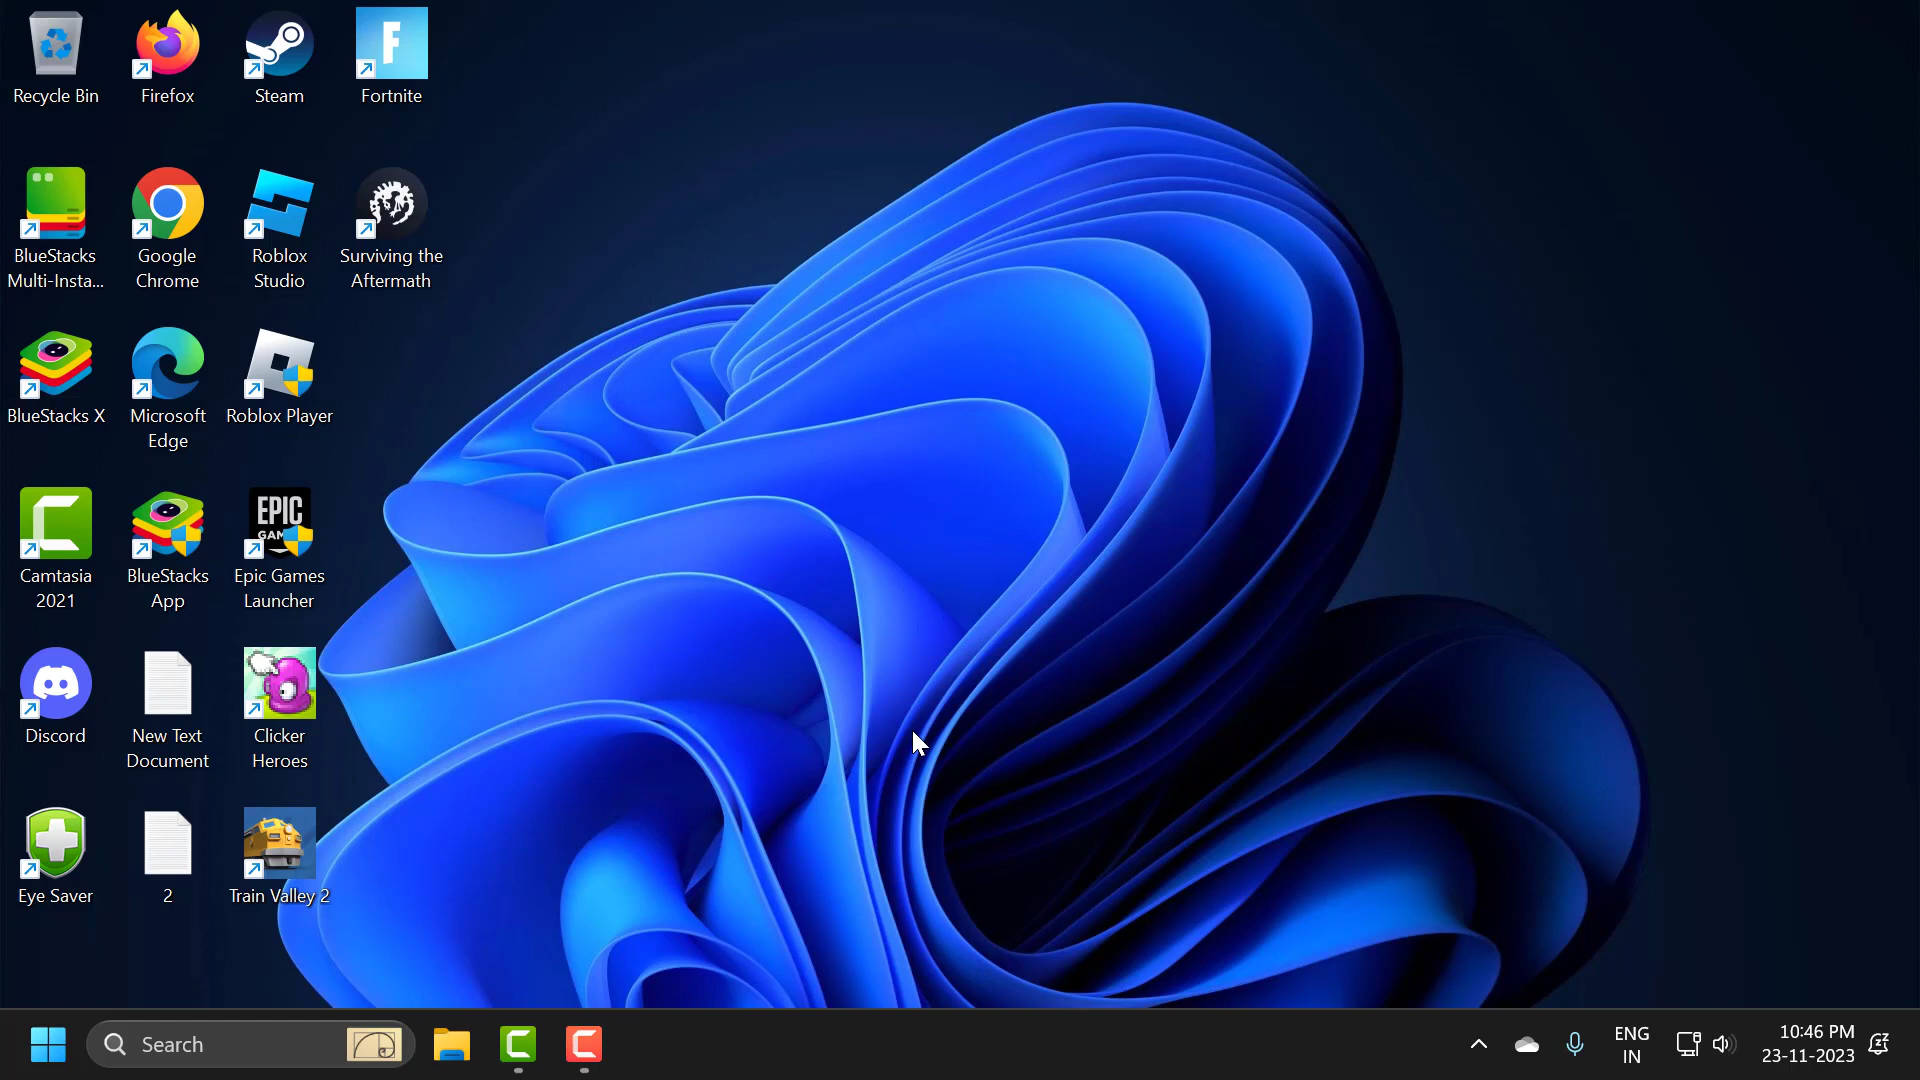 Recycle Bin
Firefox
Steam
F
Fortnite
BlueStacks
Multi-Insta...
Google
Chrome
Roblox
Studio
Surviving the
Aftermath
BlueStacks X
Microsoft
Edge
Roblox Player
Camtasia
2021
BlueStacks
App
EPIC
GAM
Epic Games
Launcher
Discord
New Text
Document
Clicker
Heroes
Eye Saver
2
Train Valley 2
Search
ENG
IN
10:46 PM
23-11-2023